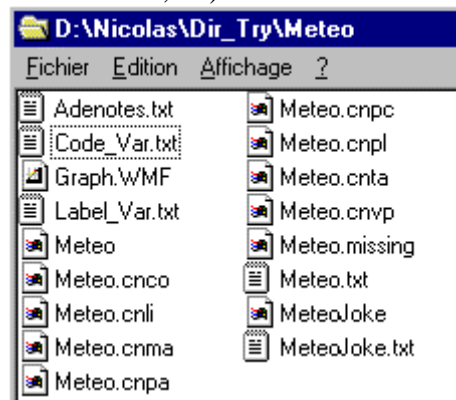 D:\Nicolas\Dir_Try\Meteo
Fichier Edition Affichage ?
Adenotes.txt
Code_Var.txt
Graph.WMF
Label_Var.txt
Meteo
Meteo.cnco
Meteo.cnli
Meteo.cnma
Meteo.cnpa
Meteo.cnpc
Meteo.cnpl
Meteo.cnta
Meteo.cnvp
Meteo.missing
Meteo.txt
MeteoJoke
MeteoJoke.txt